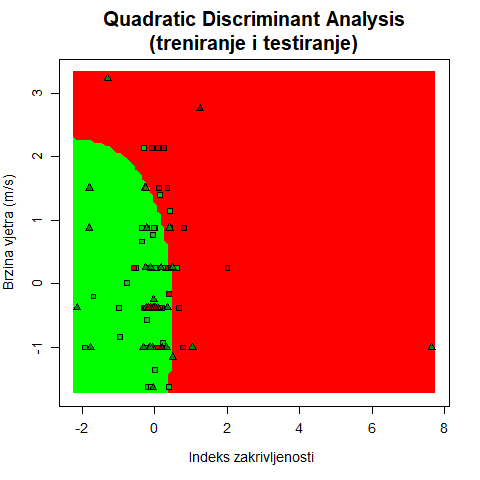 Quadratic Discriminant Analysis
(treniranje i testiranje)
Brzina vjetra (m/s)
3
2
1
0
-1
-2
0
2
4
6
8
Indeks zakrivljenosti